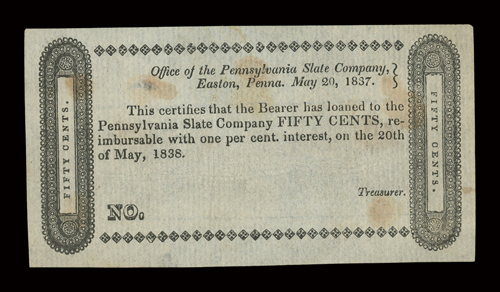 Office of the Pennsylvania Slate Company,
Easton, Penna. May 20, 1837.
This certifies that the Bearer has loaned to the
Pennsylvania Slate Company FIFTY CENTS, re-
imbursable with one per cent. interest, on the 20th
of May, 1838.
Treasurer.
NO.
FIFTY CENTS.
FIFTY CENTS.